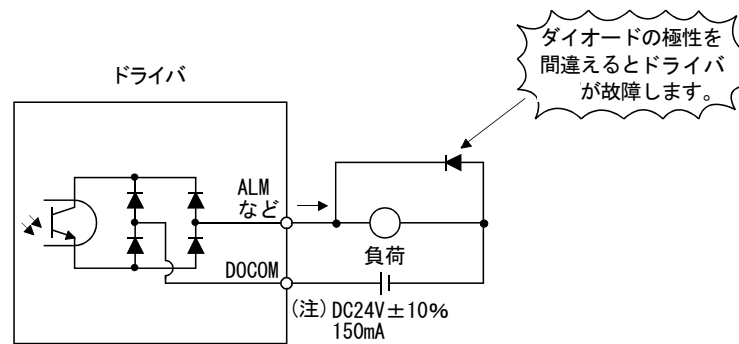 ダイオードの極性を
間違えるとドライバ
が故障します。
ドライバ
ALM
など
負荷
DOCOM
(注) DC24V±10%
150mA